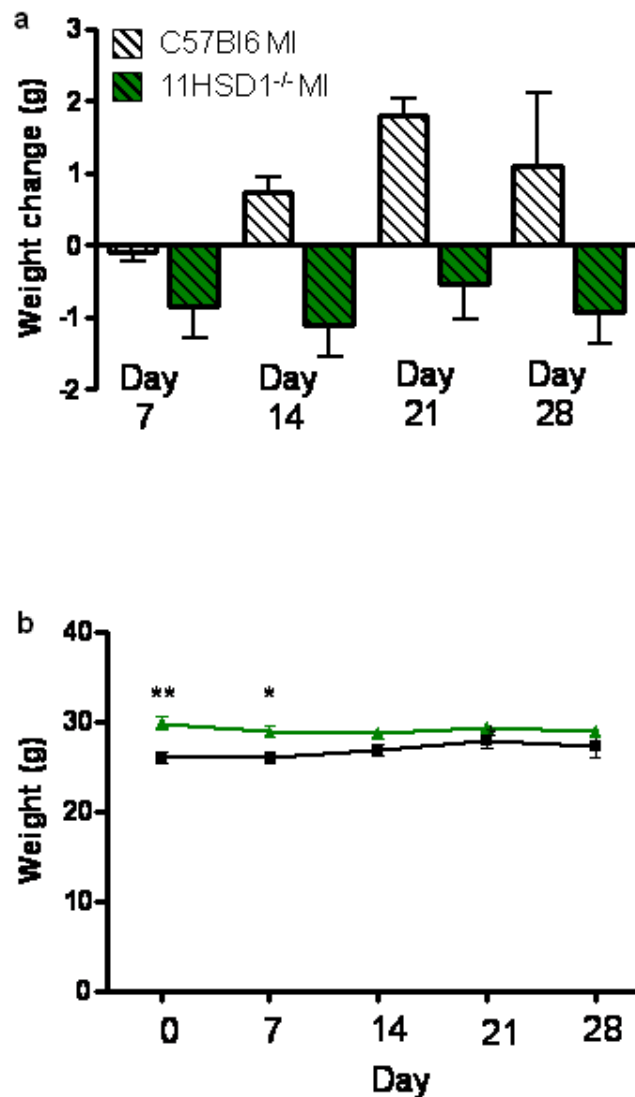 a
C57Bl6 MI
11HSD1-/- MI
Weight change (g)
3
2
1
0
-1
-2
Day 7
Day 14
Day 21
Day 28
b
** *
Weight (g)
40
30
20
10
0
0 7 14 21 28
Day